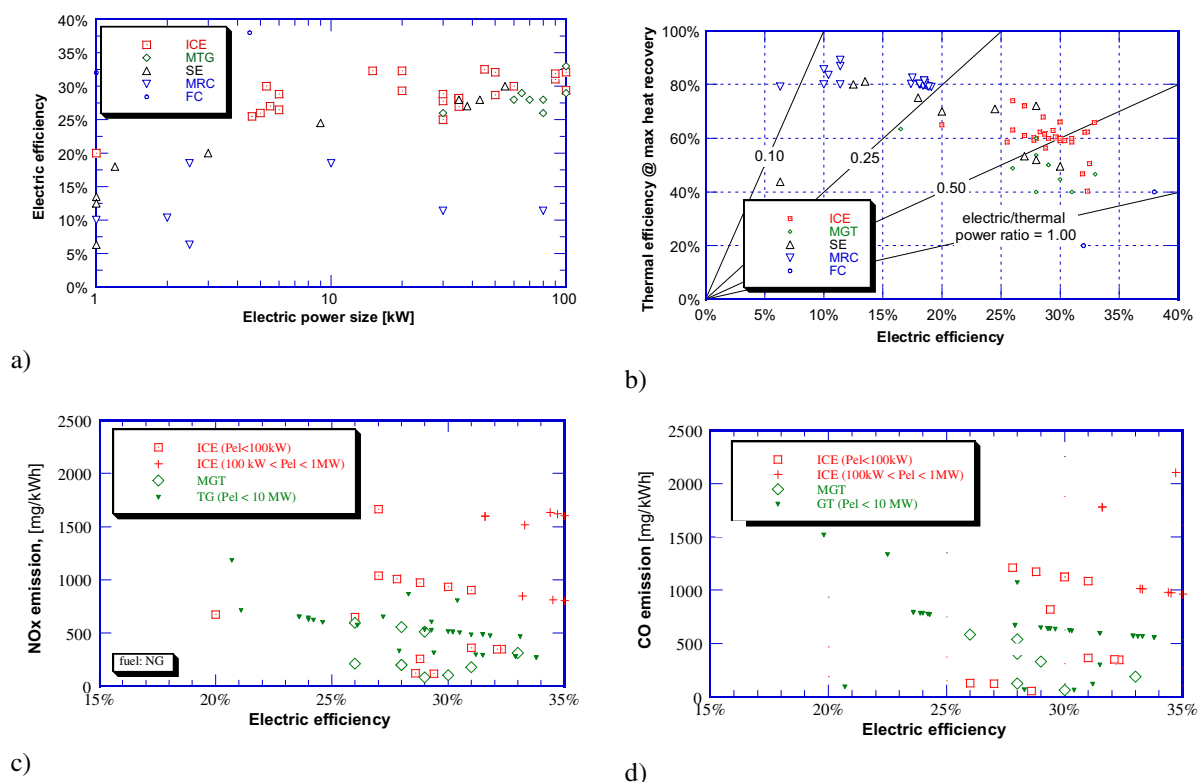 40%
35%
30%
25%
20%
15%
10%
5%
0%
Electric efficiency
ICE
MTG
SE
MRC
FC
1
10
100
Electric power size [kW]
a)
100%
80%
60%
40%
20%
0%
Thermal efficiency @ max heat recovery
0.10
0.25
0.50
electric/thermal
power ratio = 1.00
ICE
MGT
SE
MRC
FC
0%
5%
10%
15%
20%
25%
30%
35%
40%
Electric efficiency
b)
2500
2000
1500
1000
500
0
NOx emission, [mg/kWh]
ICE (Pel<100kW)
ICE (100 kW < Pel < 1MW)
MGT
TG (Pel < 10 MW)
fuel: NG
15%
20%
25%
30%
35%
Electric efficiency
c)
2500
2000
1500
1000
500
0
CO emission [mg/kWh]
ICE (Pel<100kW)
ICE (100kW < Pel < 1MW)
MGT
GT (Pel < 10 MW)
15%
20%
25%
30%
35%
Electric efficiency
d)